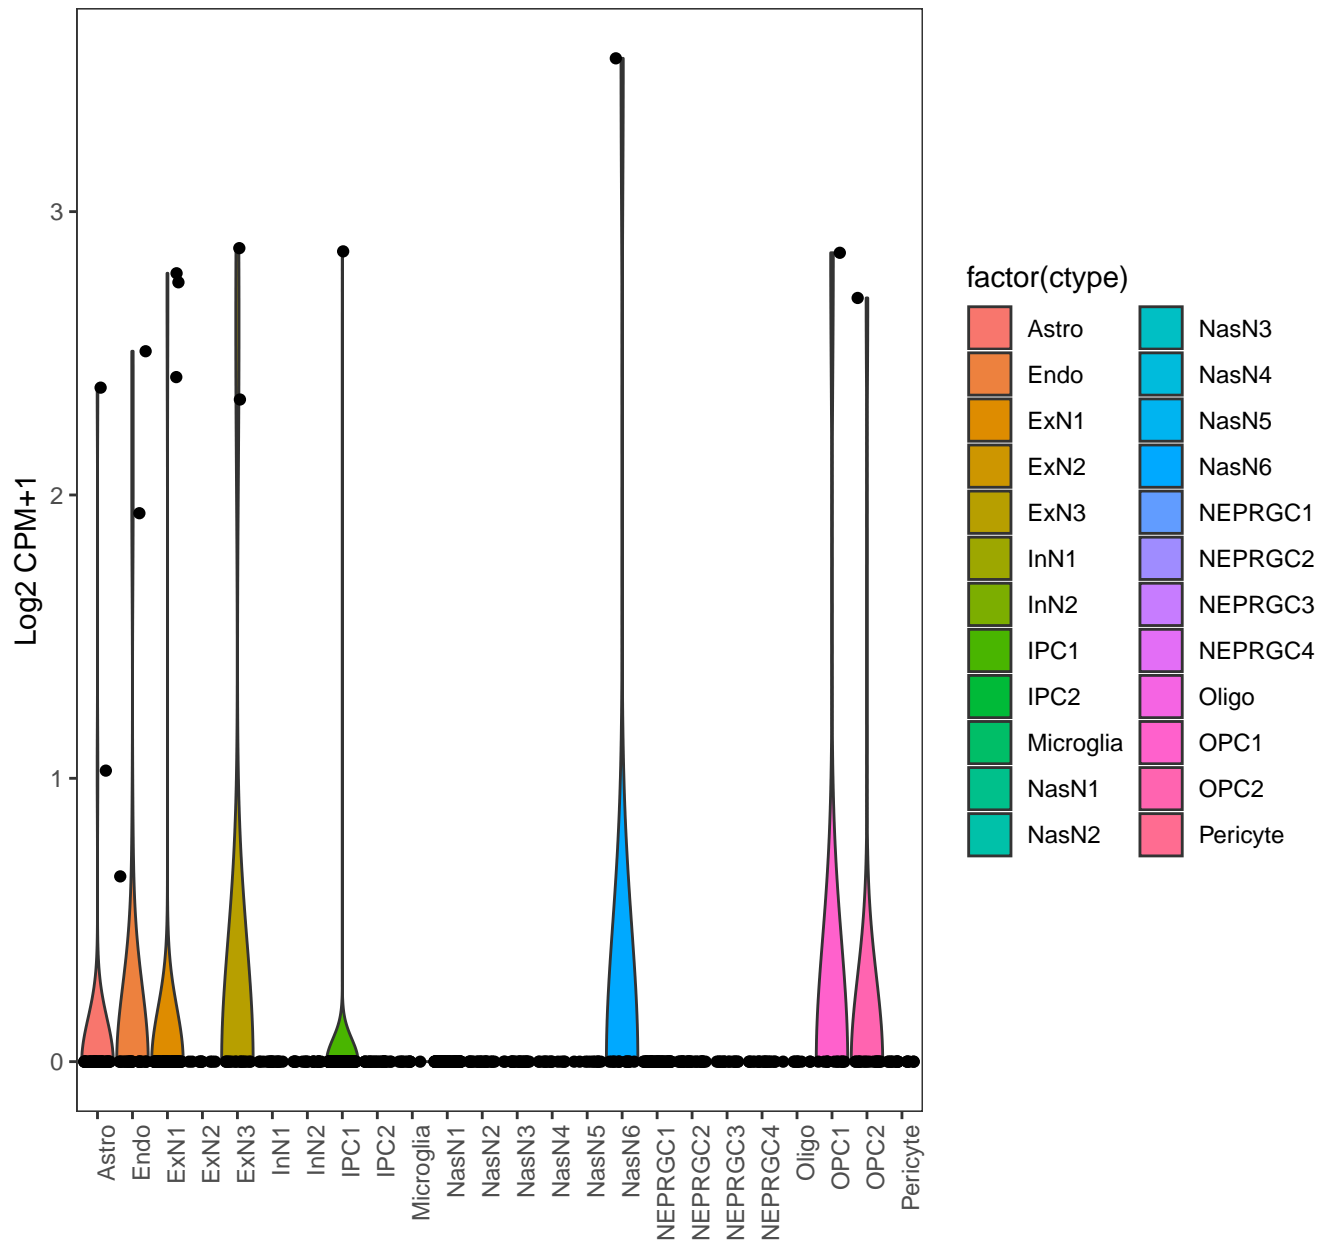 Log2 CPM+1
3
2
1
0
Astro
Endo
ExN1
ExN2
ExN3
InN1
InN2
IPC1
IPC2
Microglia
NasN1
NasN2
NasN3
NasN4
NasN5
NasN6
NEPRGC1
NEPRGC2
NEPRGC3
NEPRGC4
Oligo
OPC1
OPC2
Pericyte
factor(ctype)
Astro
Endo
ExN1
ExN2
ExN3
InN1
InN2
IPC1
IPC2
Microglia
NasN1
NasN2
NasN3
NasN4
NasN5
NasN6
NEPRGC1
NEPRGC2
NEPRGC3
NEPRGC4
Oligo
OPC1
OPC2
Pericyte